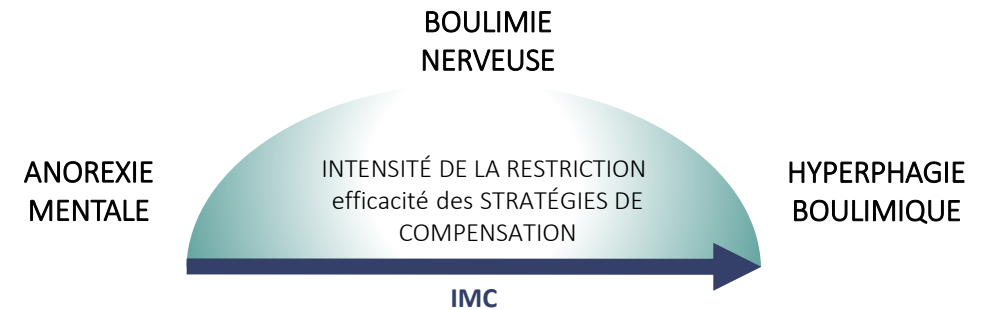 BOULIMIE
NERVEUSE
ANOREXIE
MENTALE
INTENSITÉ DE LA RESTRICTION
efficacité des STRATÉGIES DE
COMPENSATION
HYPERPHAGIE
BOULIMIQUE
IMC